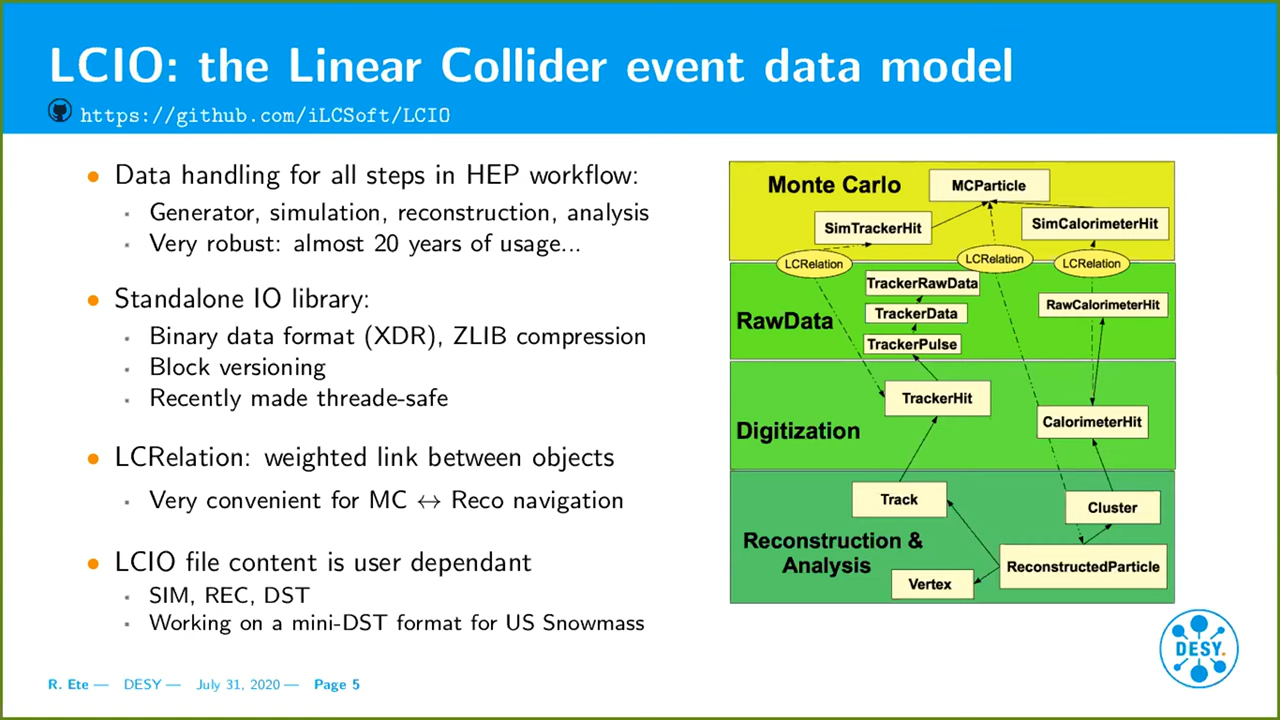 LCIO: the Linear Collider event data model
https://github.com/iLCSoft/LCIO
• Data handling for all steps in HEP workflow:
▪ Generator, simulation, reconstruction, analysis
▪ Very robust: almost 20 years of usage...
• Standalone IO library:
▪ Binary data format (XDR), ZLIB compression
▪ Block versioning
▪ Recently made threade-safe
• LCRelation: weighted link between objects
▪ Very convenient for MC ↔ Reco navigation
• LCIO file content is user dependant
▪ SIM, REC, DST
▪ Working on a mini-DST format for US Snowmass
Monte Carlo
MCParticle
SimTrackerHit
SimCalorimeterHit
LCRelation
LCRelation
LCRelation
RawData
TrackerRawData
TrackerData
TrackerPulse
RawCalorimeterHit
Digitization
TrackerHit
CalorimeterHit
Reconstruction &
Analysis
Track
Cluster
ReconstructedParticle
Vertex
DESY.
R. Ete — DESY — July 31, 2020 — Page 5